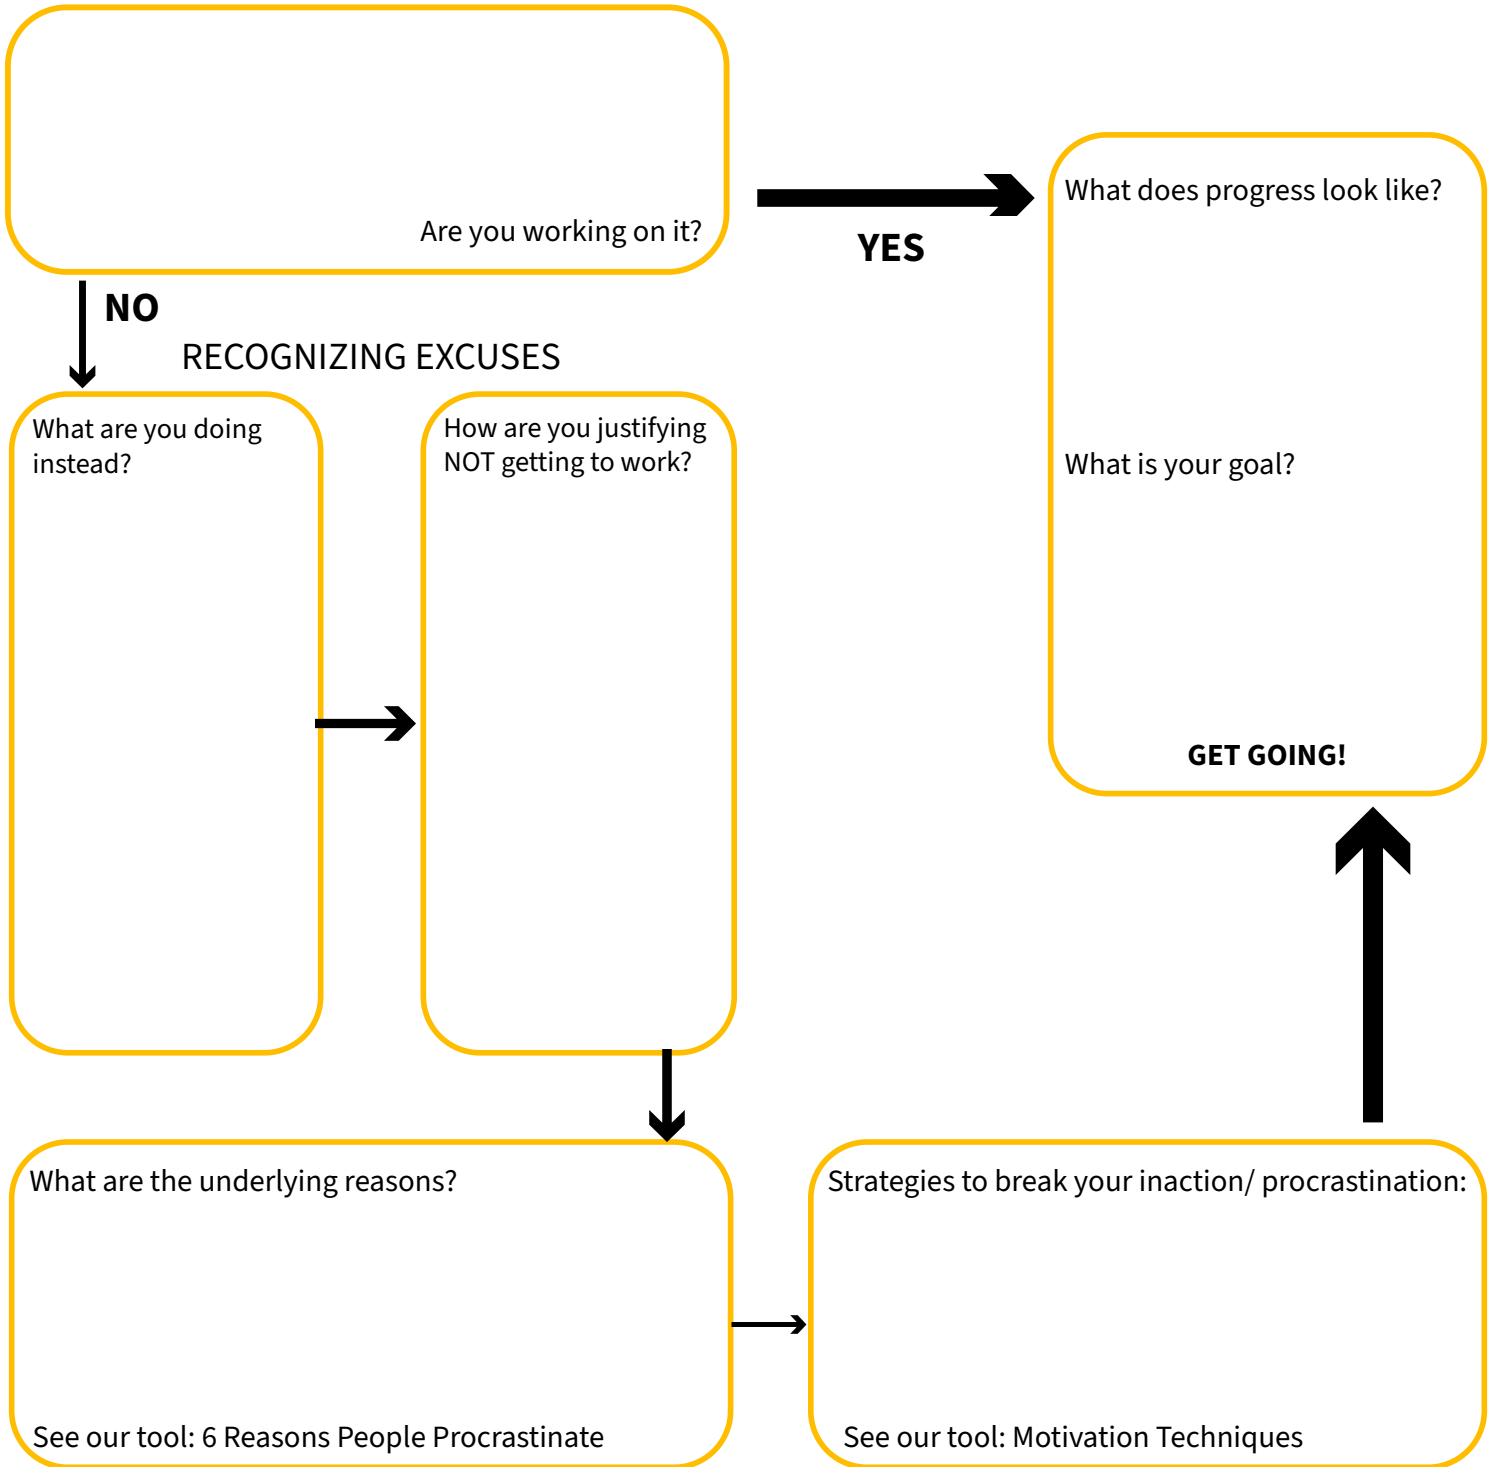 Are you working on it?
YES
NO
RECOGNIZING EXCUSES
What are you doing
instead?
How are you justifying
NOT getting to work?
What does progress look like?
What is your goal?
GET GOING!
What are the underlying reasons?
See our tool: 6 Reasons People Procrastinate
Strategies to break your inaction/ procrastination:
See our tool: Motivation Techniques